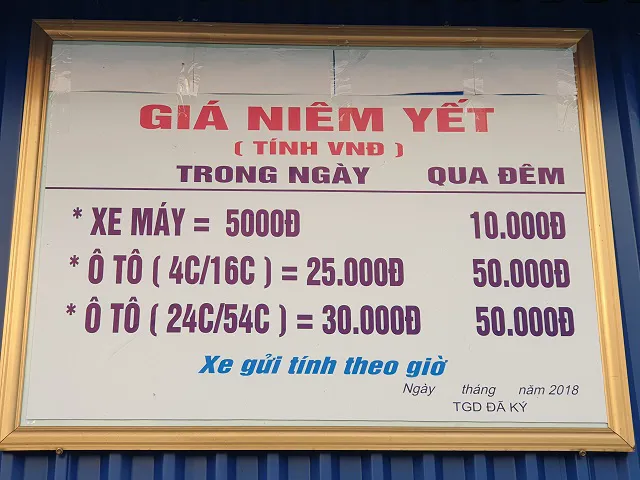 GIÁ NIÊM YẾT
( TÍNH VNĐ )
TRONG NGÀY QUA ĐÊM
* XE MÁY = 5000Đ 10.000Đ
* Ô TÔ ( 4C/16C ) = 25.000Đ 50.000Đ
* Ô TÔ ( 24C/54C ) = 30.000Đ 50.000Đ
Xe gửi tính theo giờ
Ngày tháng năm 2018
TGD ĐÃ KÝ